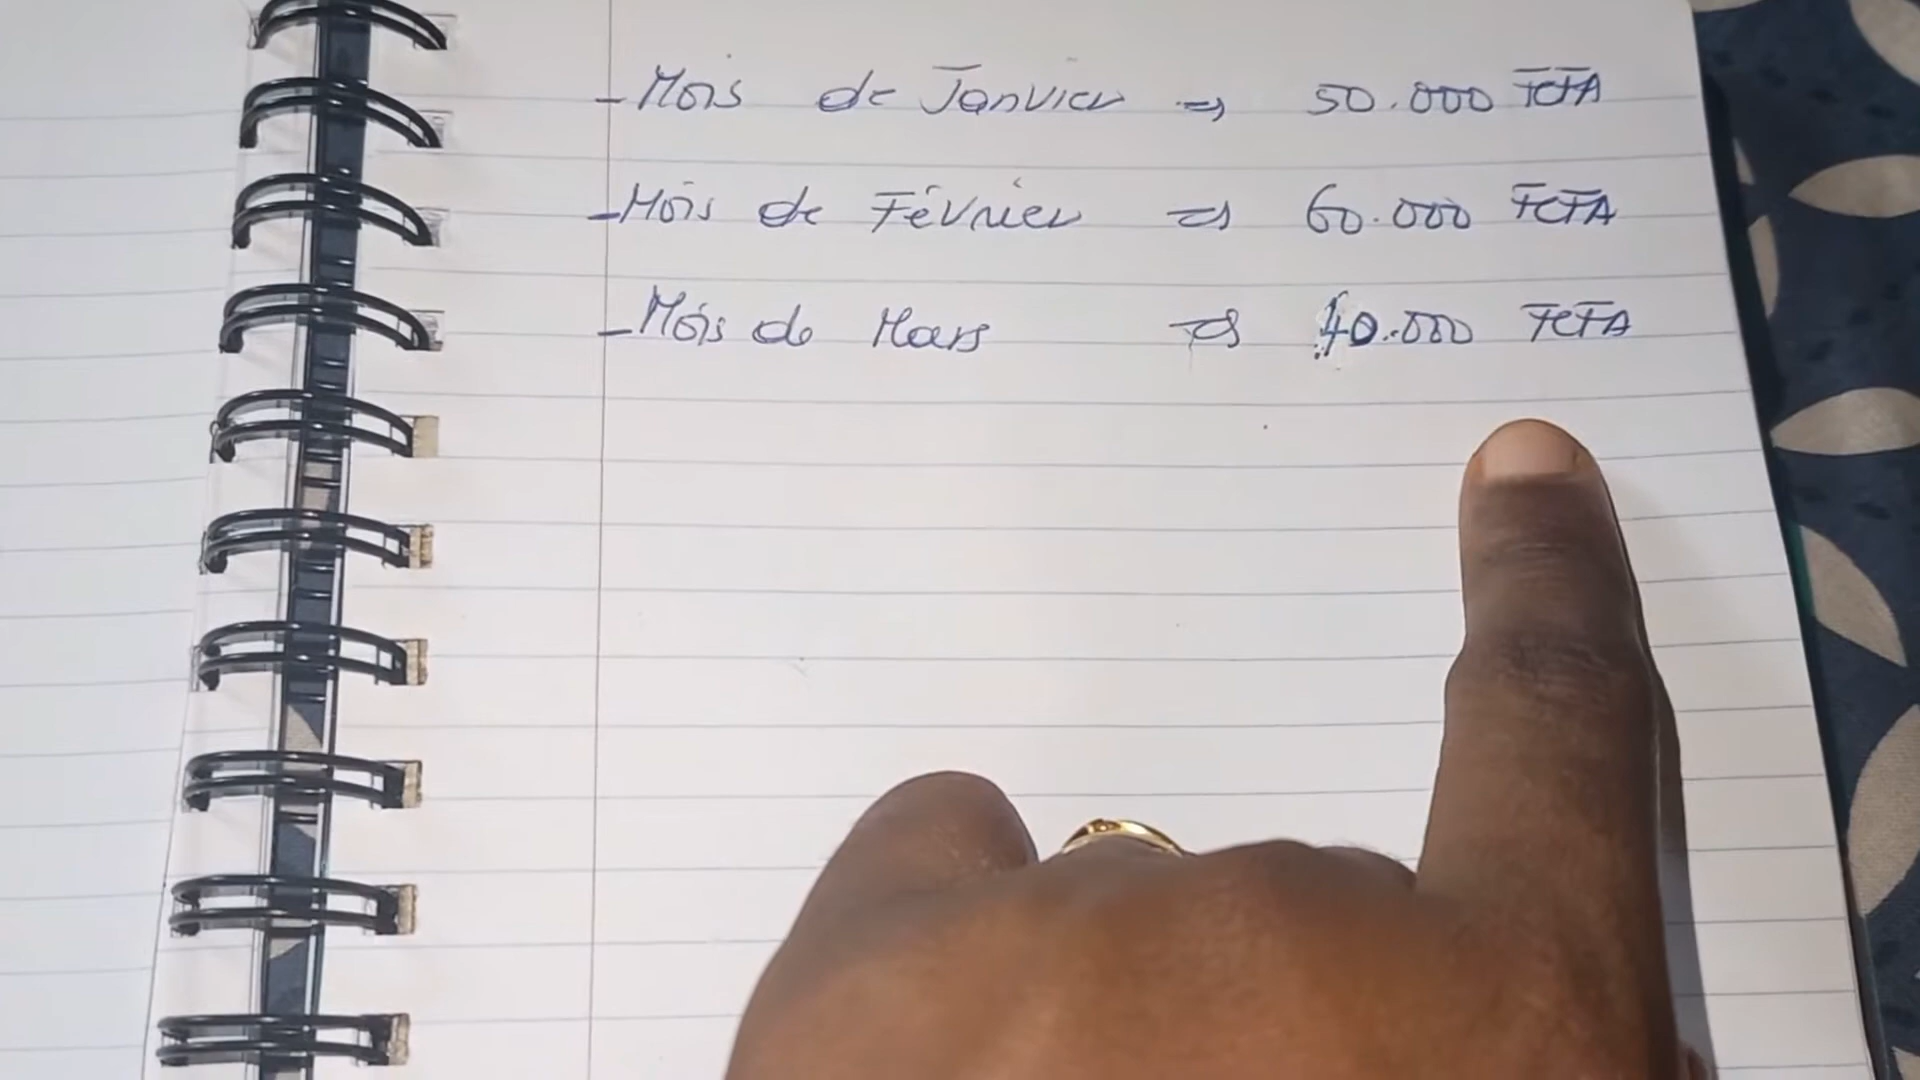 - Mois de Janvier => 50.000 FCFA
- Mois de Février => 60.000 FCFA
- Mois de Mars => 40.000 FCFA